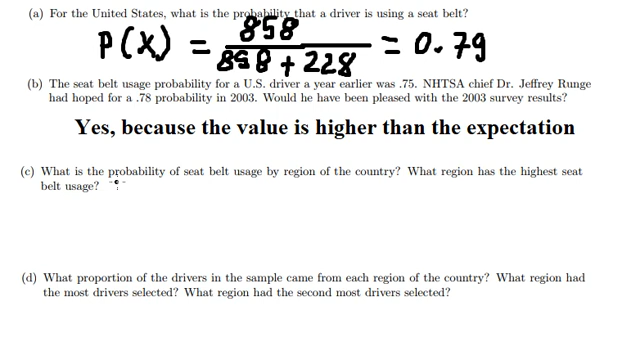 (a) For the United States, what is the probability that a driver is using a seat belt?
P(X) = 858 / 858 + 228 = 0.79
(b) The seat belt usage probability for a U.S. driver a year earlier was .75. NHTSA chief Dr. Jeffrey Runge
had hoped for a .78 probability in 2003. Would he have been pleased with the 2003 survey results?
Yes, because the value is higher than the expectation
(c) What is the probability of seat belt usage by region of the country? What region has the highest seat
belt usage?
(d) What proportion of the drivers in the sample came from each region of the country? What region had
the most drivers selected? What region had the second most drivers selected?